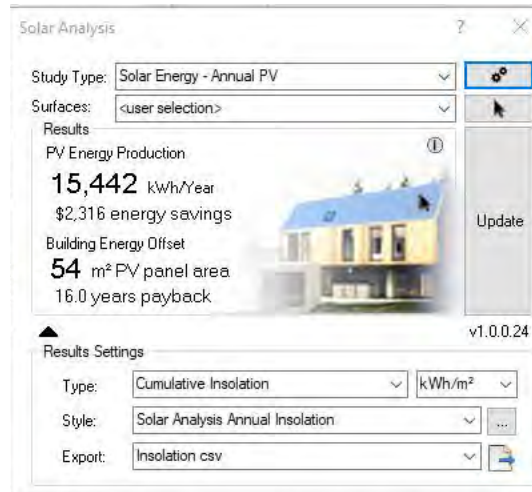 Solar Analysis ? ×
Study Type: Solar Energy - Annual PV
Surfaces: <user selection>
Results
PV Energy Production
15,442 kWh/Year
$2,316 energy savings
Building Energy Offset
54 m² PV panel area
16.0 years payback
Update
v1.0.0.24
Results Settings
Type: Cumulative Insolation kWh/m²
Style: Solar Analysis Annual Insolation ...
Export: Insolation csv